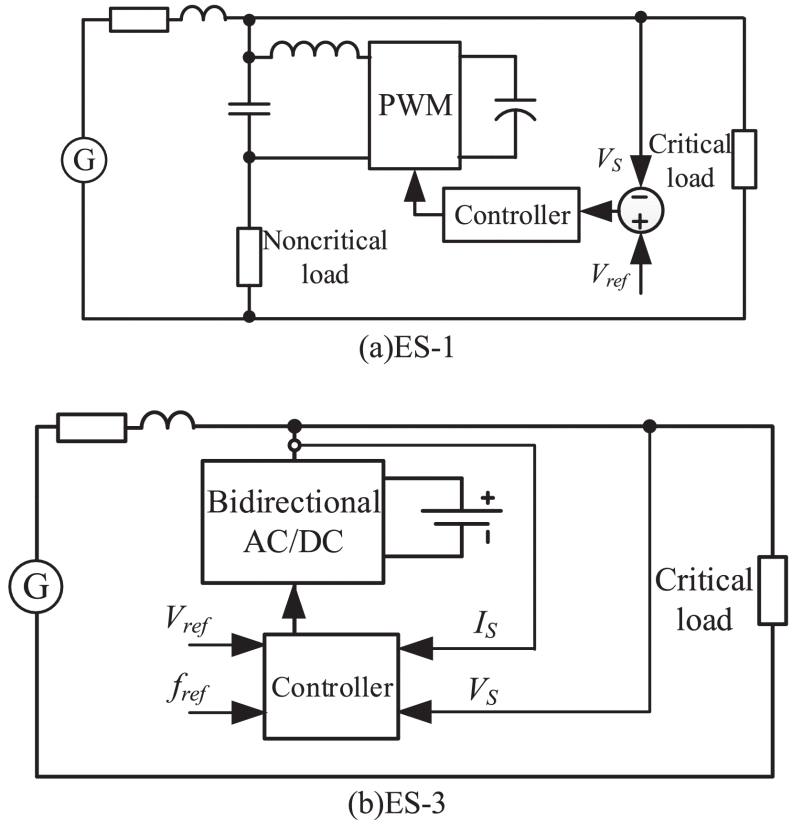 PWM
G
V_S
Critical
load
Controller
Noncritical
load
V_ref
(a)ES-1
Bidirectional
AC/DC
+
-
G
Critical
load
V_ref
I_S
Controller
f_ref
V_S
(b)ES-3